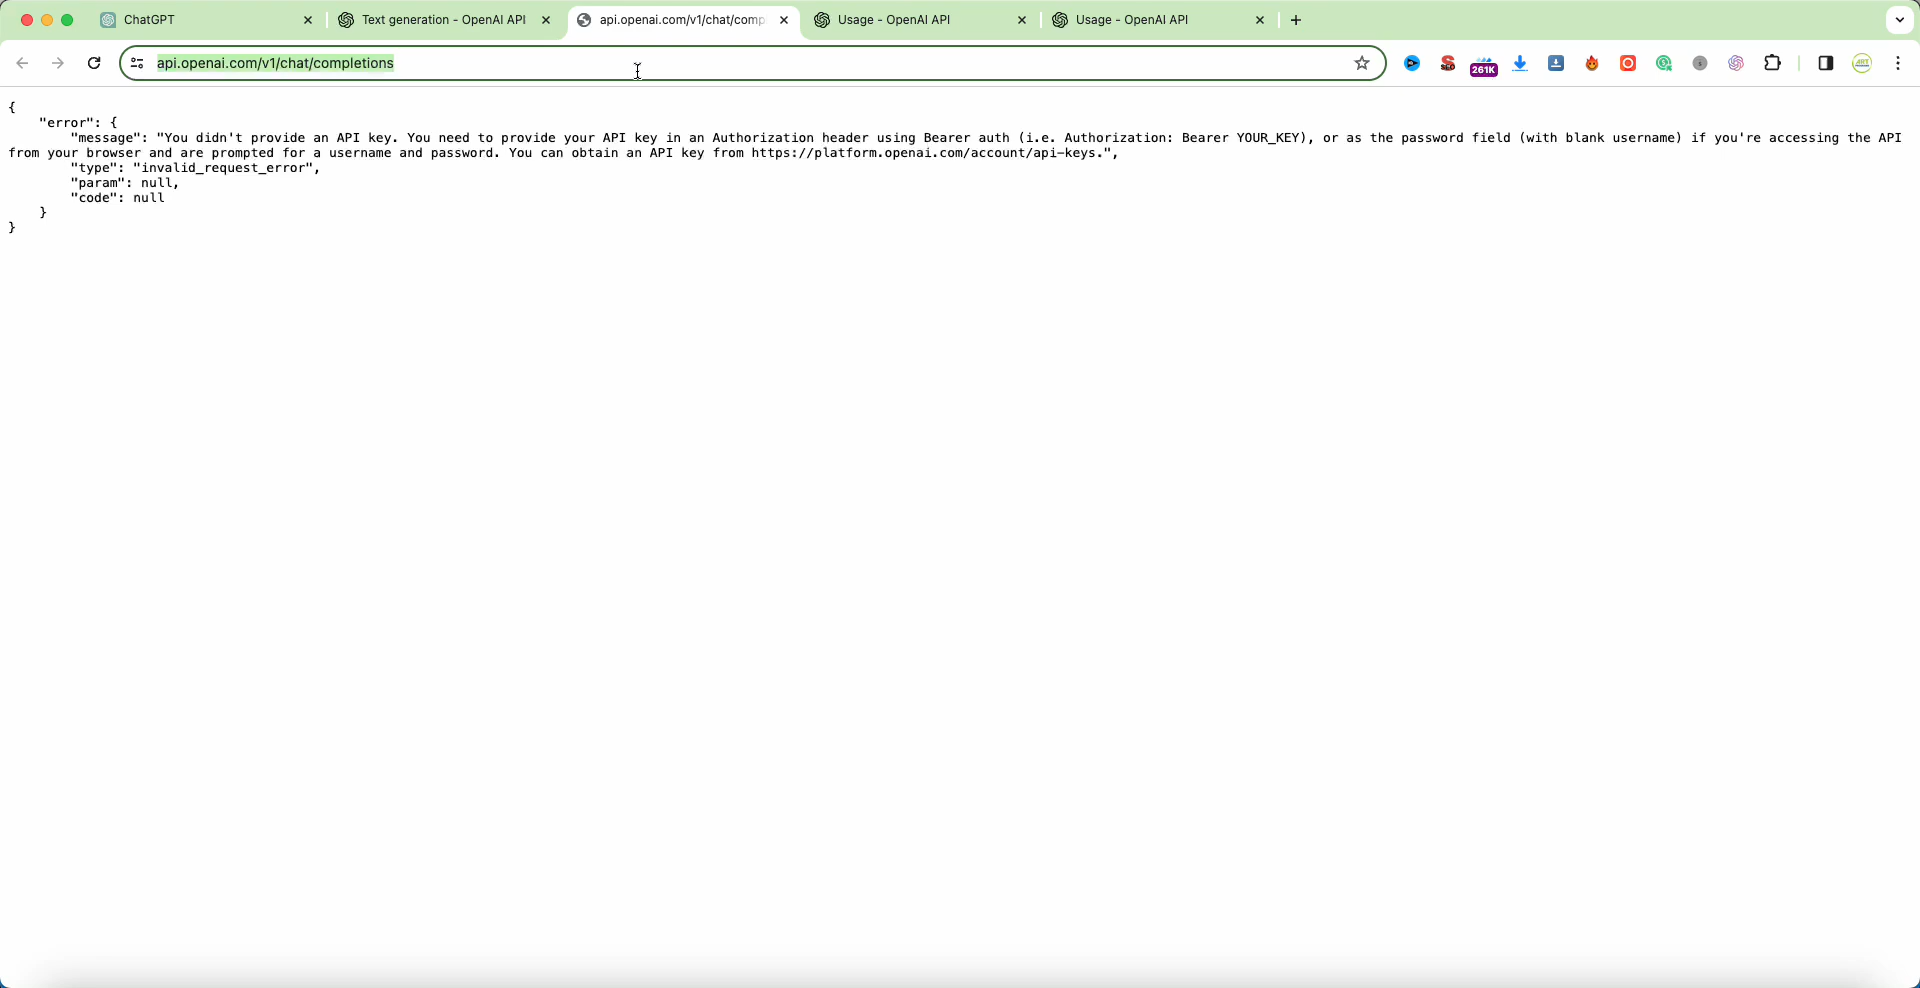 ChatGPT
Text generation - OpenAI API
api.openai.com/v1/chat/comp
Usage - OpenAI API
Usage - OpenAI API
api.openai.com/v1/chat/completions
SEO
261K
{
"error": {
"message": "You didn't provide an API key. You need to provide your API key in an Authorization header using Bearer auth (i.e. Authorization: Bearer YOUR_KEY), or as the password field (with blank username) if you're accessing the API
from your browser and are prompted for a username and password. You can obtain an API key from https://platform.openai.com/account/api-keys.",
"type": "invalid_request_error",
"param": null,
"code": null
}
}